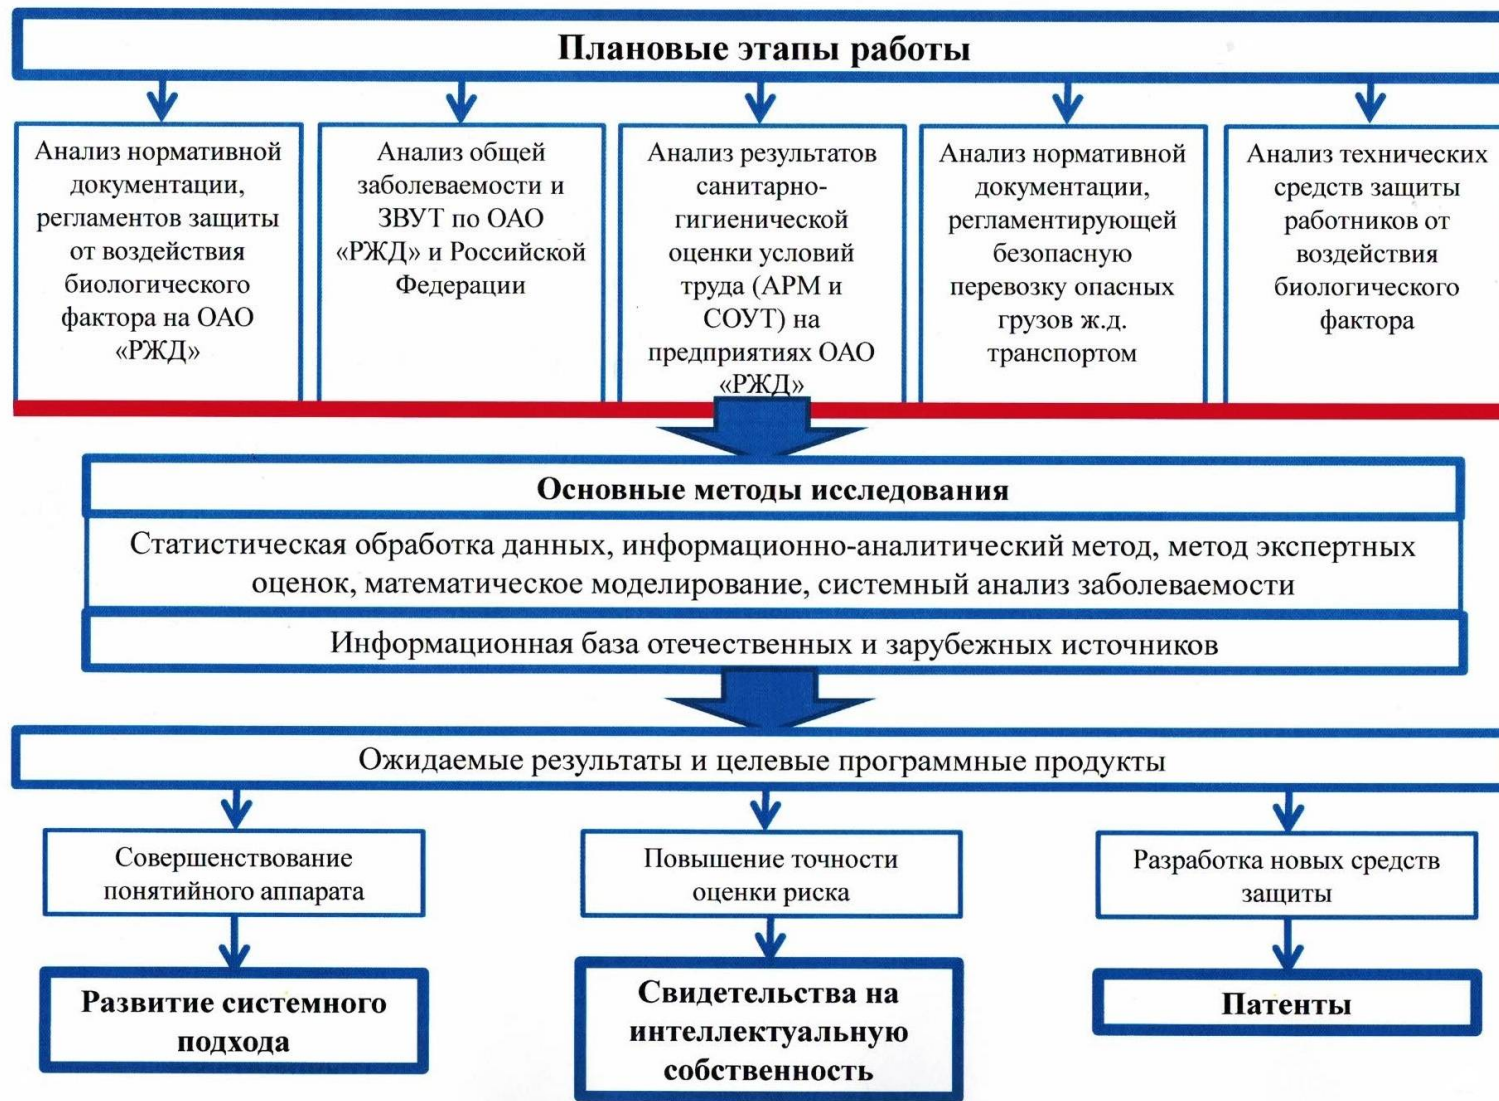 Плановые этапы работы
Анализ нормативной
документации,
регламентов защиты
от воздействия
биологического
фактора на ОАО
«РЖД»
Анализ общей
заболеваемости и
ЗВУТ по ОАО
«РЖД» и Российской
Федерации
Анализ результатов
санитарно-
гигиенической
оценки условий
труда (АРМ и
СОУТ) на
предприятиях ОАО
«РЖД»
Анализ нормативной
документации,
регламентирующей
безопасную
перевозку опасных
грузов ж.д.
транспортом
Анализ технических
средств защиты
работников от
воздействия
биологического
фактора
Основные методы исследования
Статистическая обработка данных, информационно-аналитический метод, метод экспертных
оценок, математическое моделирование, системный анализ заболеваемости
Информационная база отечественных и зарубежных источников
Ожидаемые результаты и целевые программные продукты
Совершенствование
понятийного аппарата
Повышение точности
оценки риска
Разработка новых средств
защиты
Развитие системного
подхода
Свидетельства на
интеллектуальную
собственность
Патенты